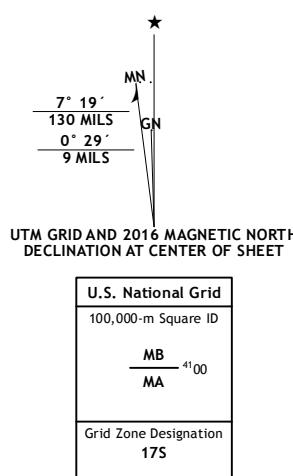 ★
MN
GN
7° 19´
130 MILS
0° 29´
9 MILS
UTM GRID AND 2016 MAGNETIC NORTH
DECLINATION AT CENTER OF SHEET
U.S. National Grid
100,000-m Square ID
MB
4100
MA
Grid Zone Designation
17S